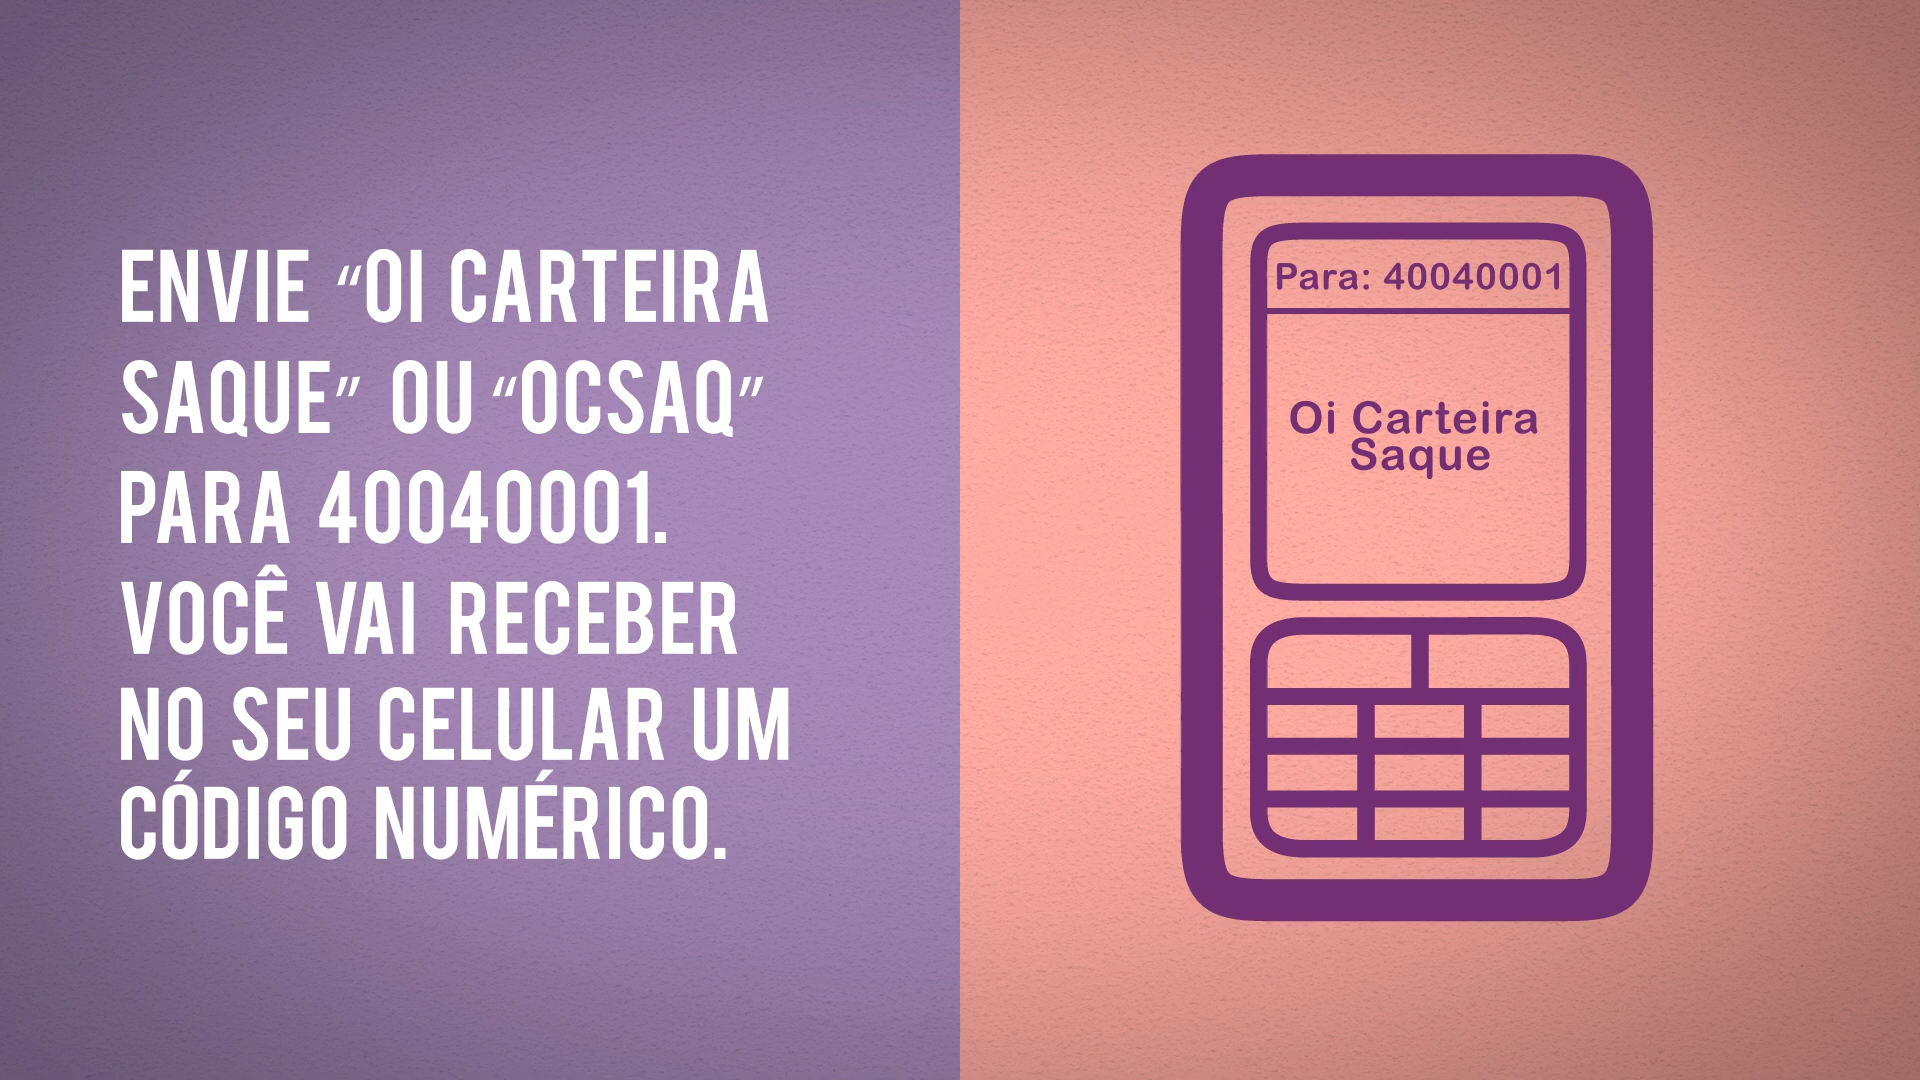 ENVIE “OI CARTEIRA
SAQUE” OU “OCSAQ”
PARA 40040001.
VOCÊ VAI RECEBER
NO SEU CELULAR UM
CÓDIGO NUMÉRICO.
Para: 40040001
Oi Carteira
Saque